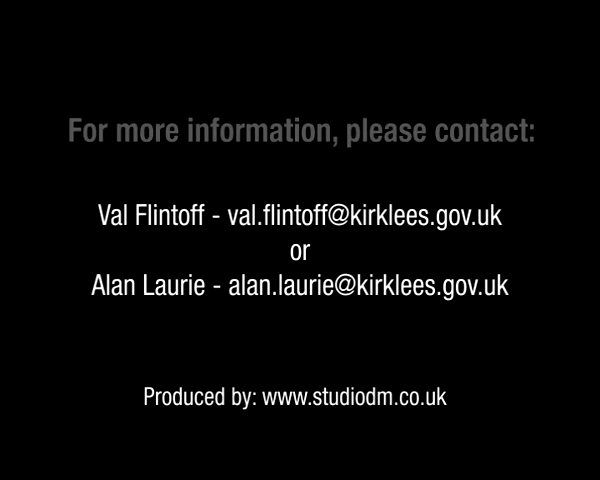 For more information, please contact:
Val Flintoff - val.flintoff@kirklees.gov.uk
or
Alan Laurie - alan.laurie@kirklees.gov.uk
Produced by: www.studiodm.co.uk